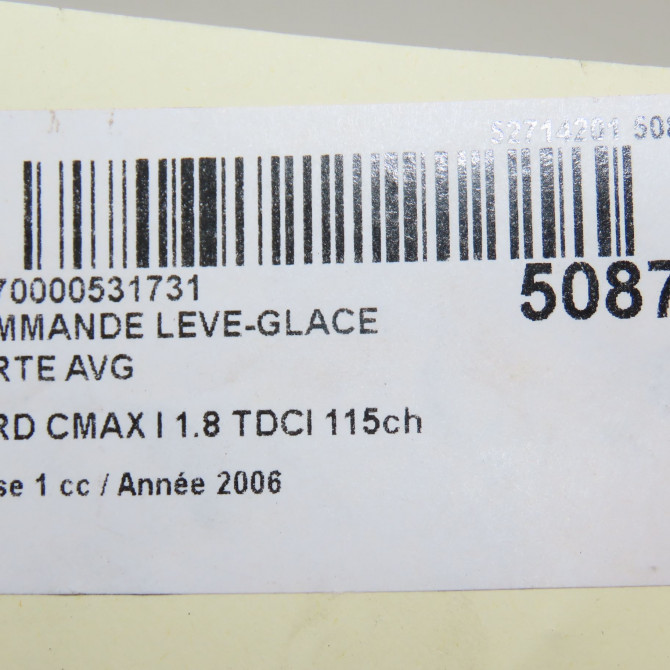 52714201 508
70000531731
5087
MMANDE LEVE-GLACE
RTE AVG
RD CMAX I 1.8 TDCI 115ch
se 1 cc / Année 2006